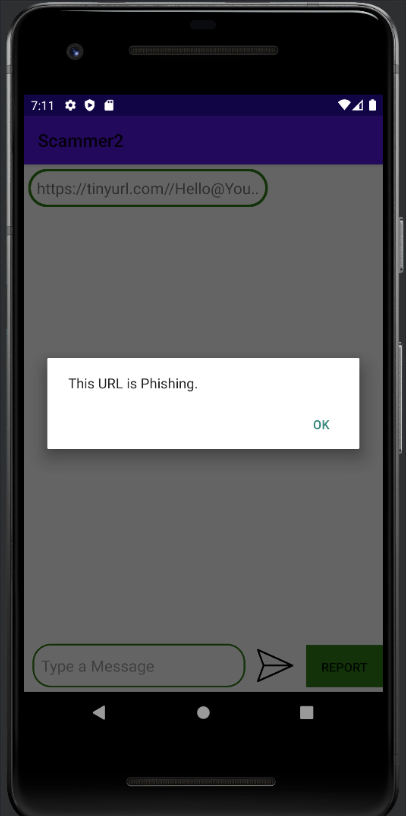 7:11
Scammer2
https://tinyurl.com//Hello@You..
This URL is Phishing.
OK
Type a Message
REPORT